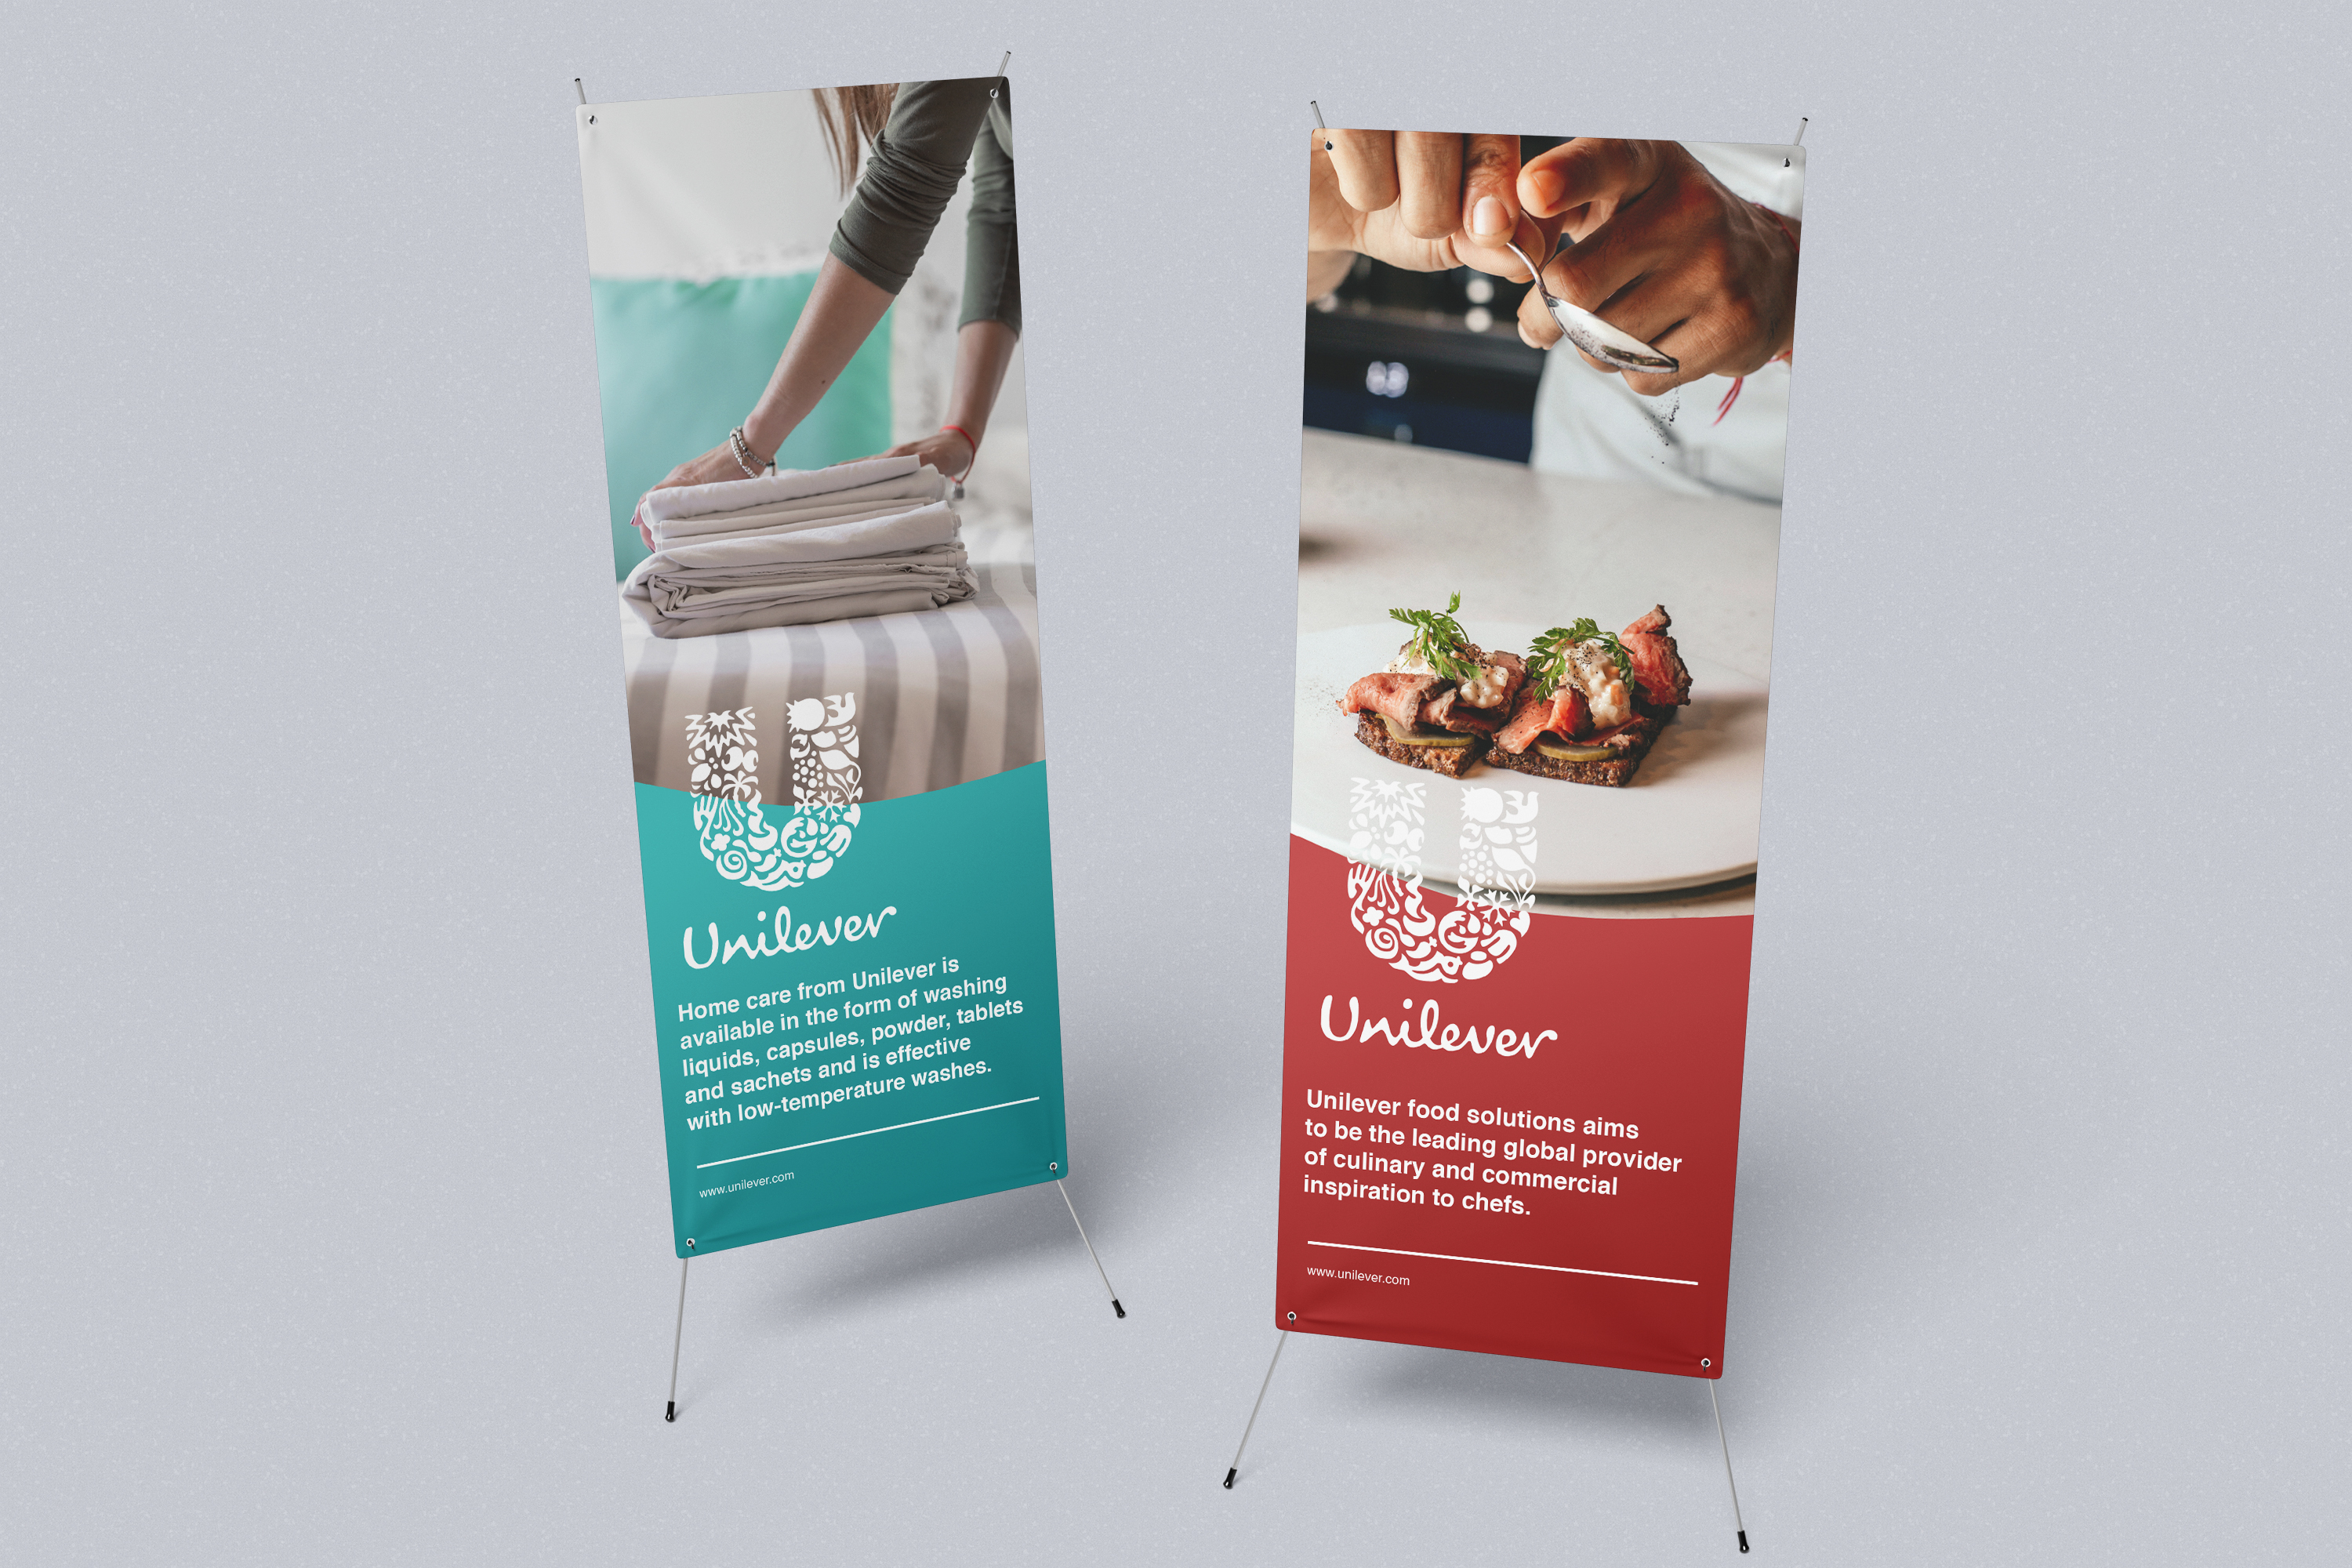 Unilever
Home care from Unilever is
available in the form of washing
liquids, capsules, powder, tablets
and sachets and is effective
with low-temperature washes.
www.unilever.com
Unilever
Unilever food solutions aims
to be the leading global provider
of culinary and commercial
inspiration to chefs.
www.unilever.com